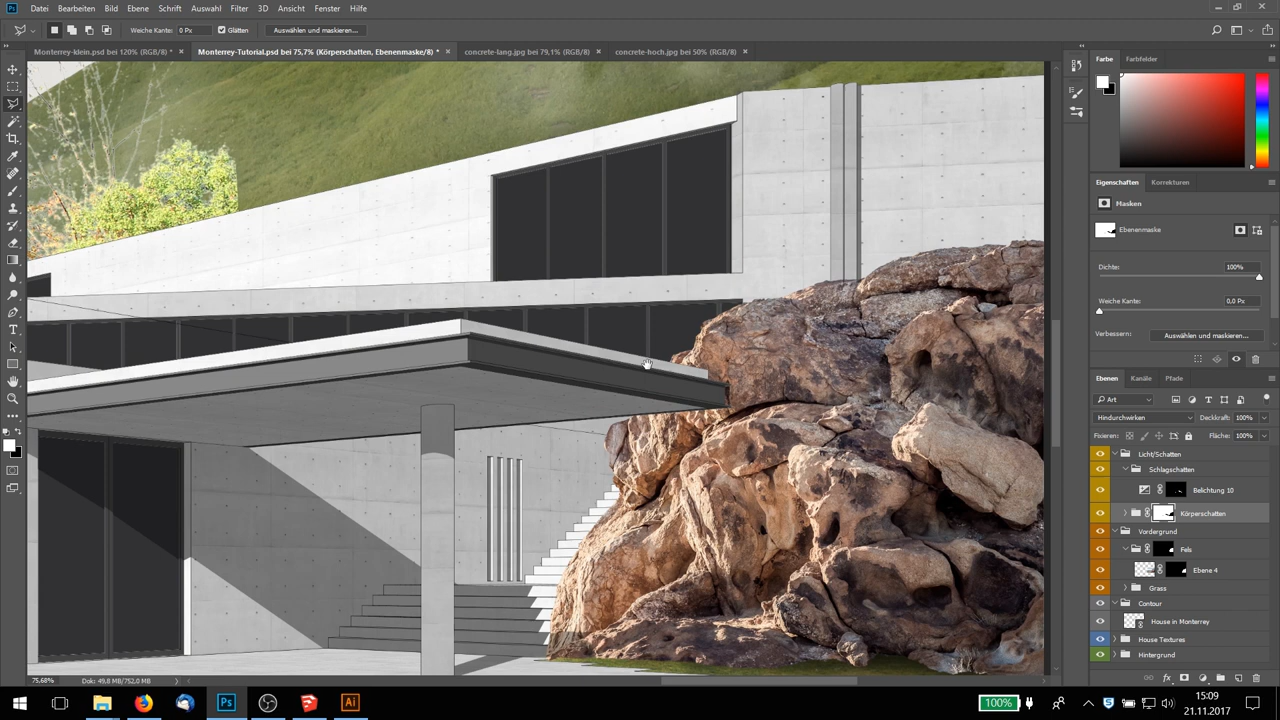 Ps Datei Bearbeiten Bild Ebene Schrift Auswahl Filter 3D Ansicht Fenster Hilfe
Weiche Kante: 0 Px Glätten Auswählen und maskieren...
Monterrey-klein.psd bei 120% (RGB/8) * × Monterrey-Tutorial.psd bei 75,7% (Körperschatten, Ebenenmaske/8) * × concrete-lang.jpg bei 79,1% (RGB/8) × concrete-hoch.jpg bei 50% (RGB/8) ×
Farbe Farbfelder
Eigenschaften Korrekturen
Masken
Ebenenmaske
Dichte: 100%
Weiche Kante: 0,0 Px
Verbessern: Auswählen und maskieren...
Ebenen Kanäle Pfade
Art
Hindurchwirken Deckkraft: 100%
Fixieren: Fläche: 100%
Licht/Schatten
Schlagschatten
Belichtung 10
Körperschatten
Vordergrund
Fels
Ebene 4
Grass
Contour
House in Monterrey
House Textures
Hintergrund
fx
75,68% Dok: 49,8 MB/752,0 MB
Ps Ai 100% 15:09
21.11.2017